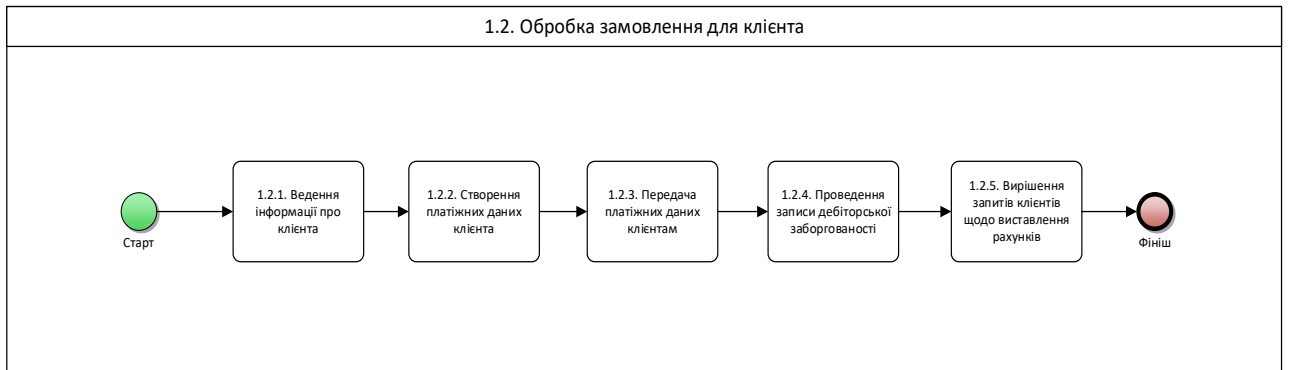 1.2. Обробка замовлення для клієнта
Старт
1.2.1. Ведення
інформації про
клієнта
1.2.2. Створення
платіжних даних
клієнта
1.2.3. Передача
платіжних даних
клієнтам
1.2.4. Проведення
записи дебіторської
заборгованості
1.2.5. Вирішення
запитів клієнтів
щодо виставлення
рахунків
Фініш